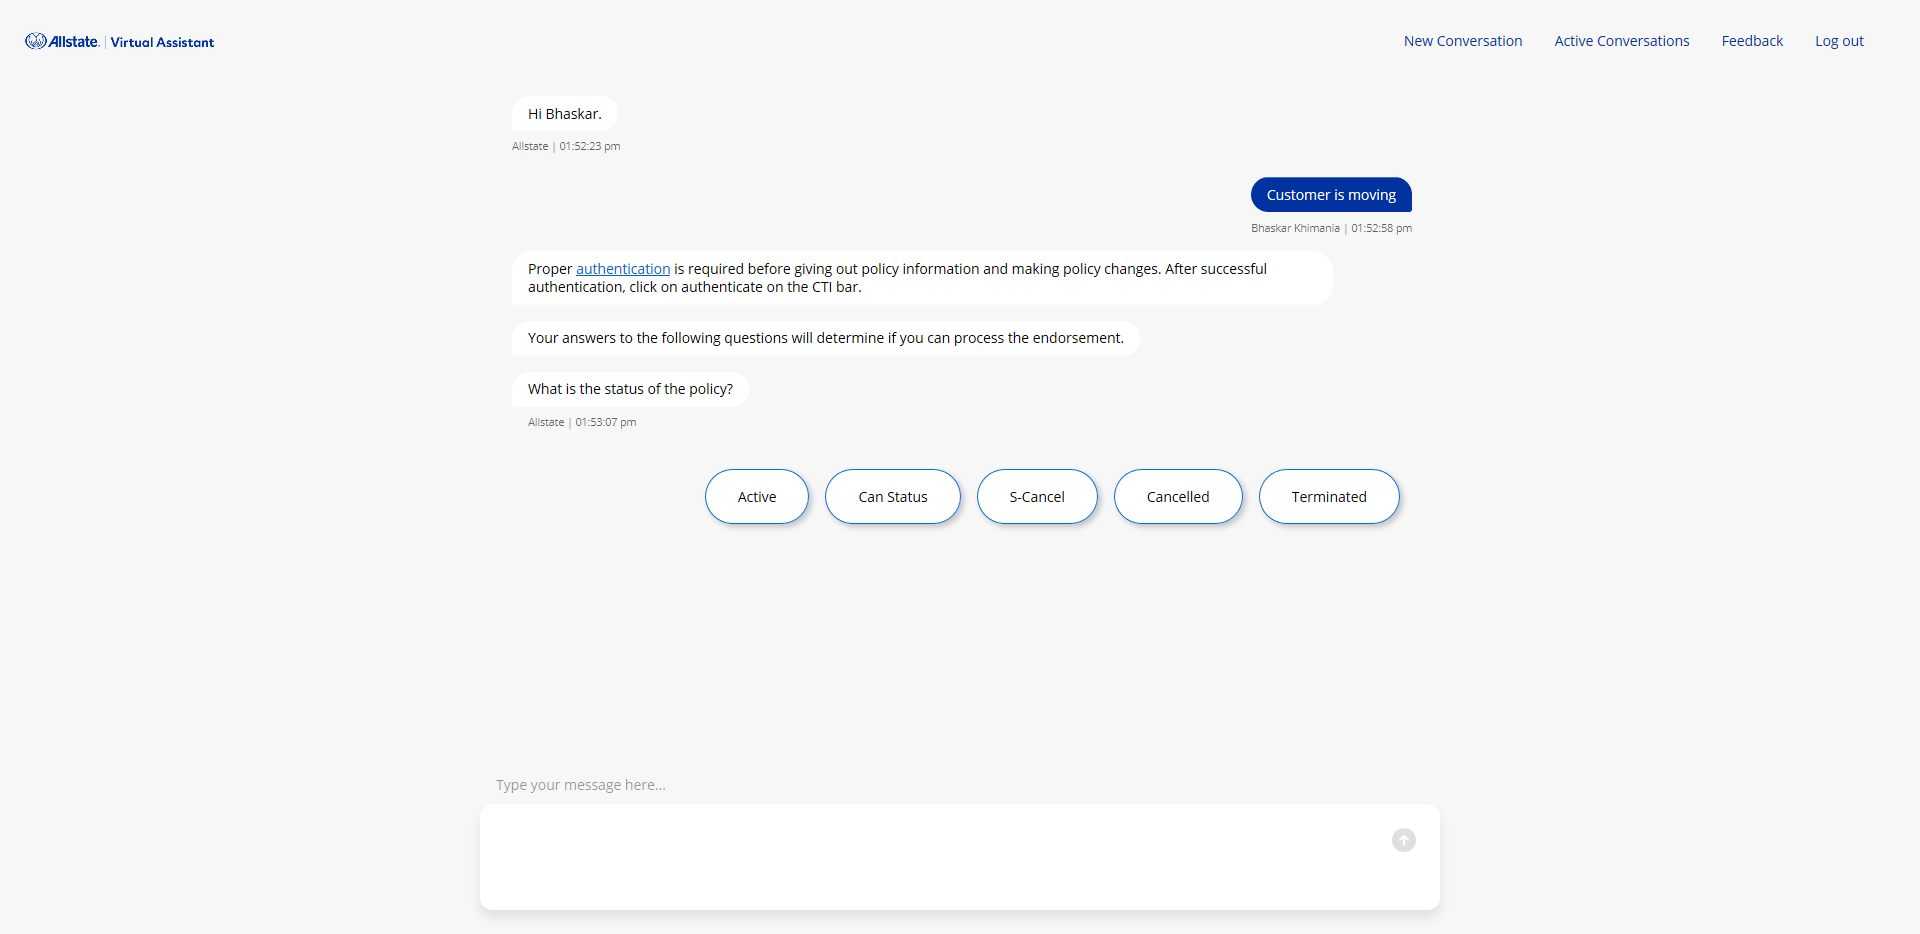 Allstate. | Virtual Assistant
New Conversation
Active Conversations
Feedback
Log out
Hi Bhaskar.
Allstate | 01:52:23 pm
Customer is moving
Bhaskar Khimania | 01:52:58 pm
Proper authentication is required before giving out policy information and making policy changes. After successful
authentication, click on authenticate on the CTI bar.
Your answers to the following questions will determine if you can process the endorsement.
What is the status of the policy?
Allstate | 01:53:07 pm
Active
Can Status
S-Cancel
Cancelled
Terminated
Type your message here...